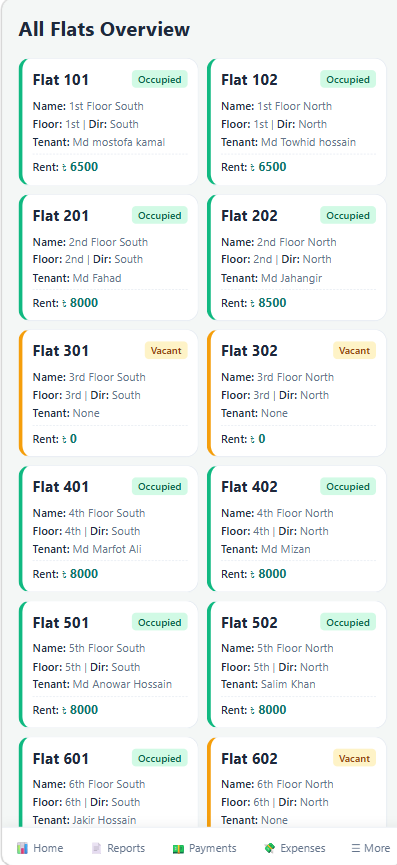 All Flats Overview
Flat 101 Occupied
Name: 1st Floor South
Floor: 1st | Dir: South
Tenant: Md mostofa kamal
Rent: ৳ 6500
Flat 102 Occupied
Name: 1st Floor North
Floor: 1st | Dir: North
Tenant: Md Towhid hossain
Rent: ৳ 6500
Flat 201 Occupied
Name: 2nd Floor South
Floor: 2nd | Dir: South
Tenant: Md Fahad
Rent: ৳ 8000
Flat 202 Occupied
Name: 2nd Floor North
Floor: 2nd | Dir: North
Tenant: Md Jahangir
Rent: ৳ 8500
Flat 301 Vacant
Name: 3rd Floor South
Floor: 3rd | Dir: South
Tenant: None
Rent: ৳ 0
Flat 302 Vacant
Name: 3rd Floor North
Floor: 3rd | Dir: North
Tenant: None
Rent: ৳ 0
Flat 401 Occupied
Name: 4th Floor South
Floor: 4th | Dir: South
Tenant: Md Marfot Ali
Rent: ৳ 8000
Flat 402 Occupied
Name: 4th Floor North
Floor: 4th | Dir: North
Tenant: Md Mizan
Rent: ৳ 8000
Flat 501 Occupied
Name: 5th Floor South
Floor: 5th | Dir: South
Tenant: Md Anowar Hossain
Rent: ৳ 8000
Flat 502 Occupied
Name: 5th Floor North
Floor: 5th | Dir: North
Tenant: Salim Khan
Rent: ৳ 8000
Flat 601 Occupied
Name: 6th Floor South
Floor: 6th | Dir: South
Tenant: Jakir Hossain
Flat 602 Vacant
Name: 6th Floor North
Floor: 6th | Dir: North
Tenant: None
Home Reports Payments Expenses ☰ More